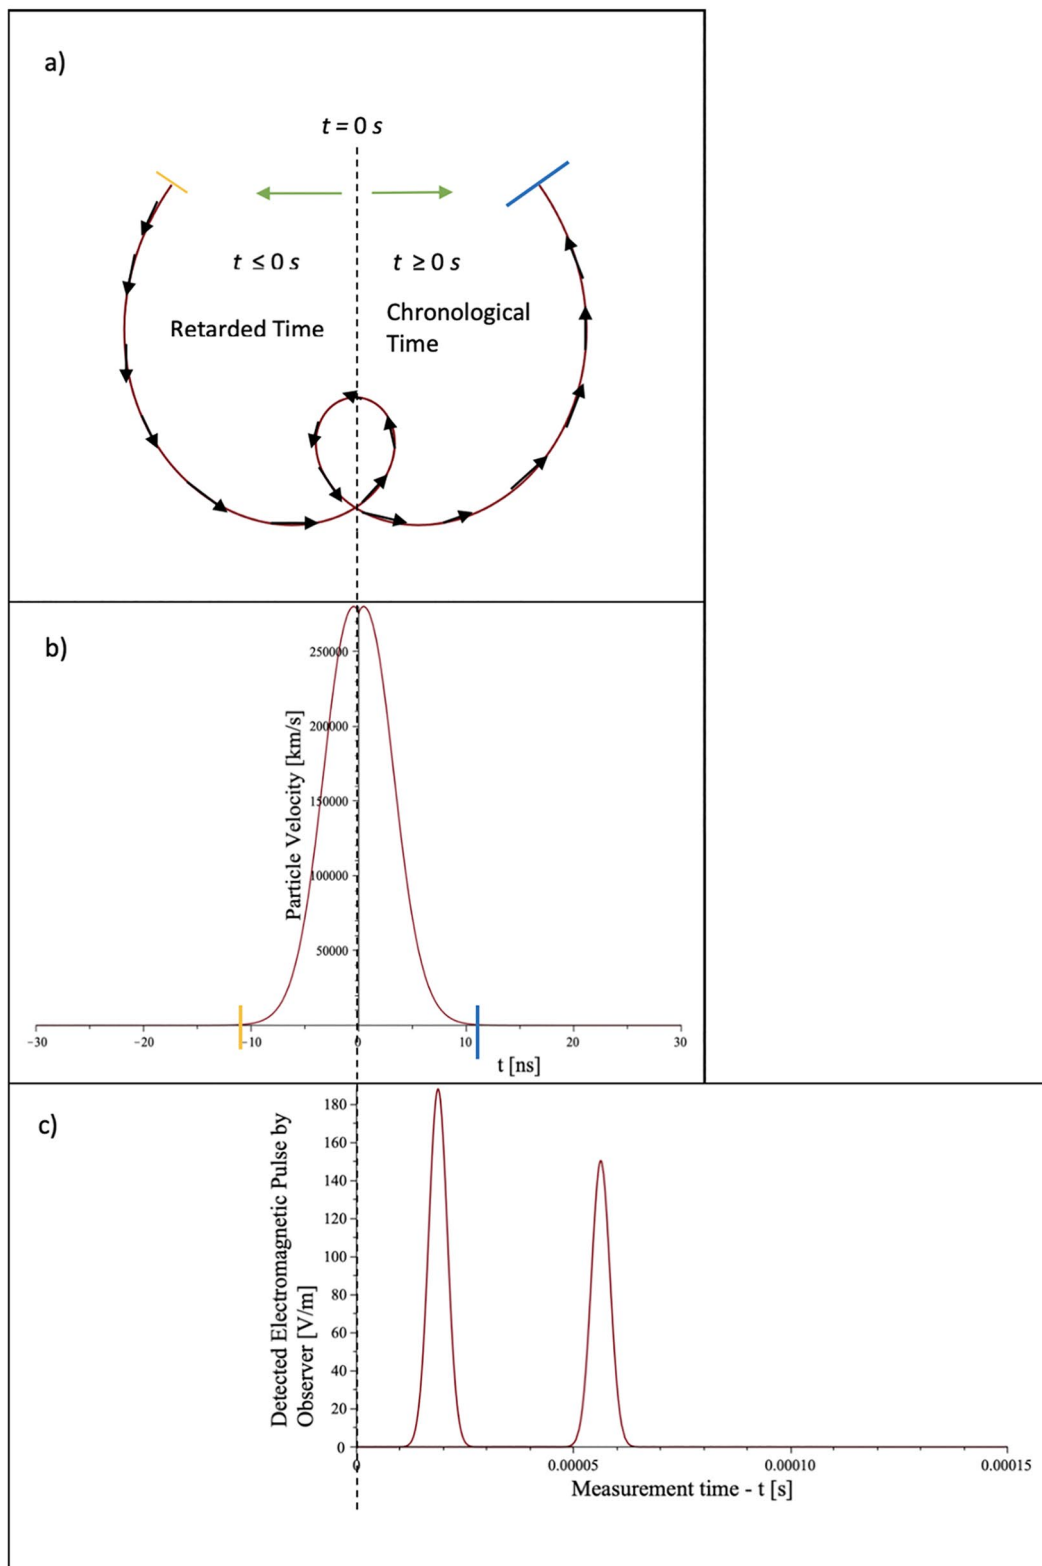 a)
t = 0 s
t ≤ 0 s
t ≥ 0 s
Retarded Time
Chronological
Time
b)
Particle Velocity [km/s]
250000
200000
150000
100000
50000
−30
−20
−10
0
10
20
30
t [ns]
c)
Detected Electromagnetic Pulse by
Observer [V/m]
180
160
140
120
100
80
60
40
20
0
0
0.00005
0.00010
0.00015
Measurement time - t [s]